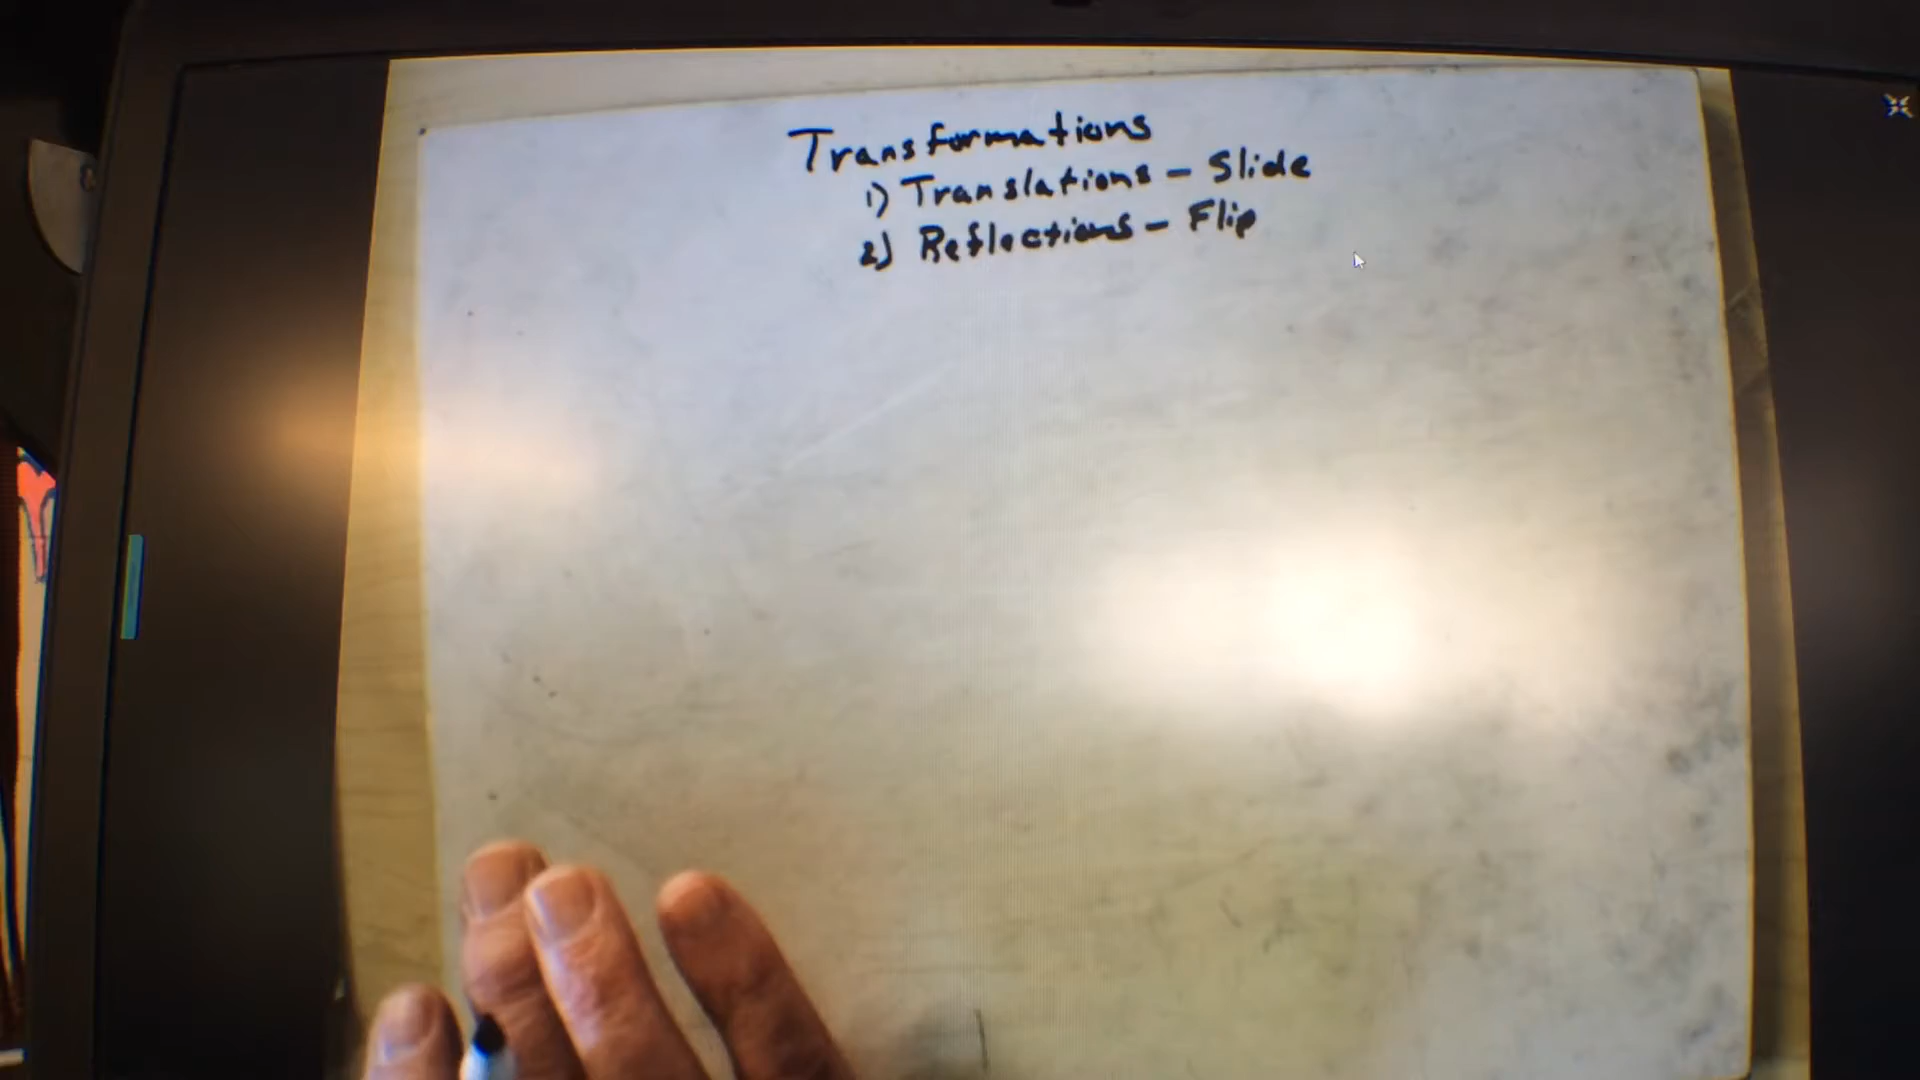 Transformations
1) Translations - Slide
2) Reflections - Flip